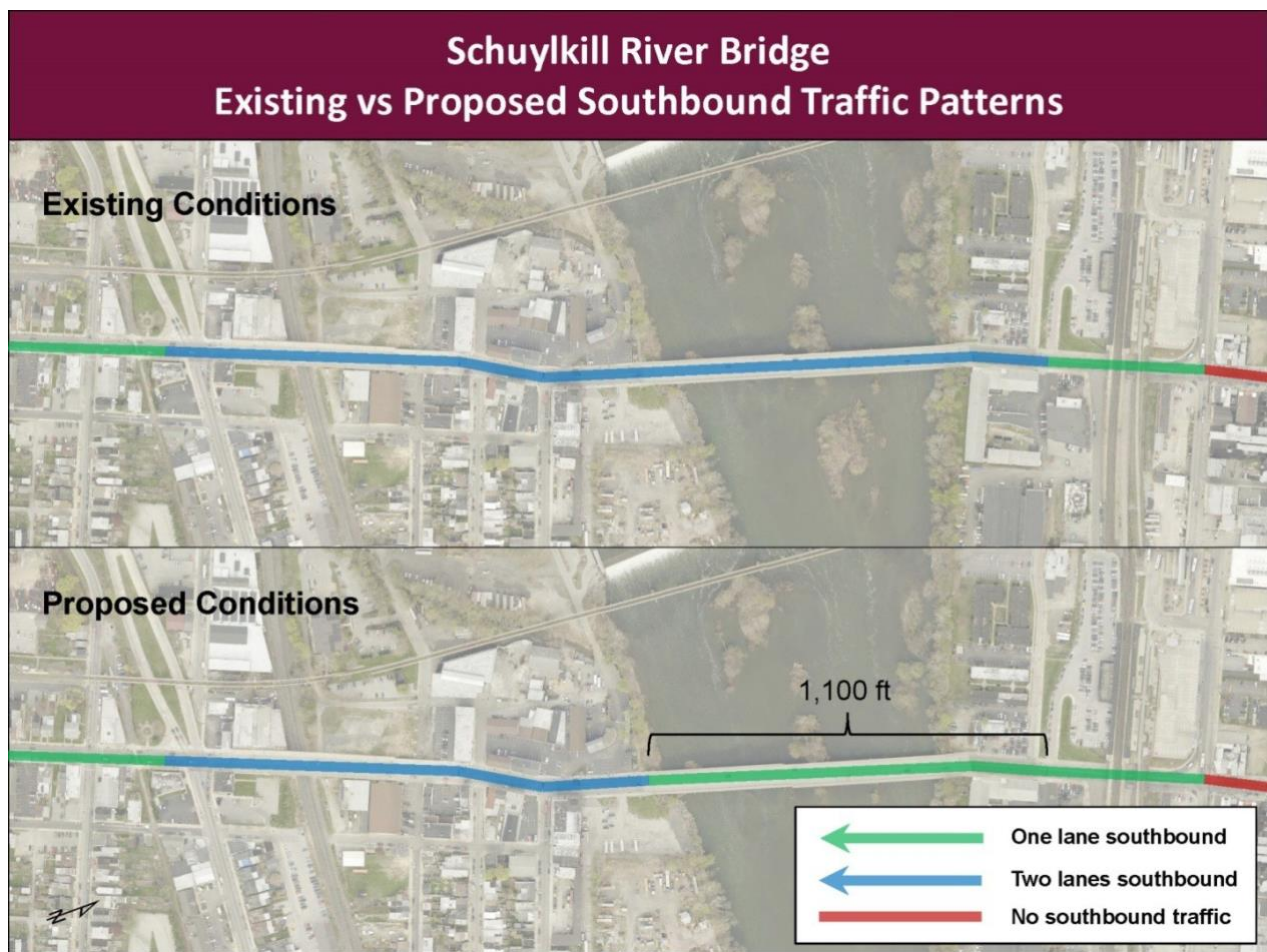 Schuylkill River Bridge
Existing vs Proposed Southbound Traffic Patterns
Existing Conditions
Proposed Conditions
1,100 ft
One lane southbound
Two lanes southbound
No southbound traffic
N